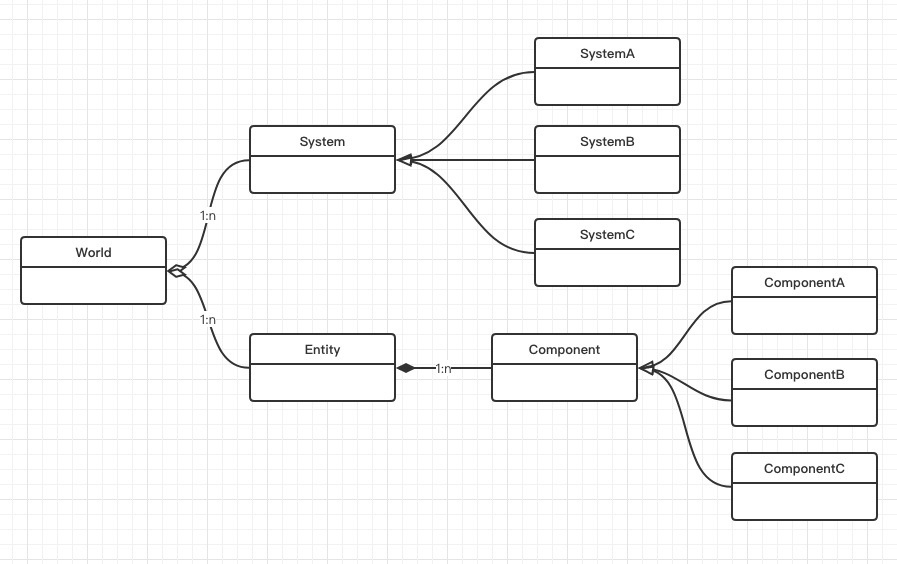 SystemA
System
SystemB
1:n
World
SystemC
1:n
ComponentA
Entity
Component
1:n
ComponentB
ComponentC